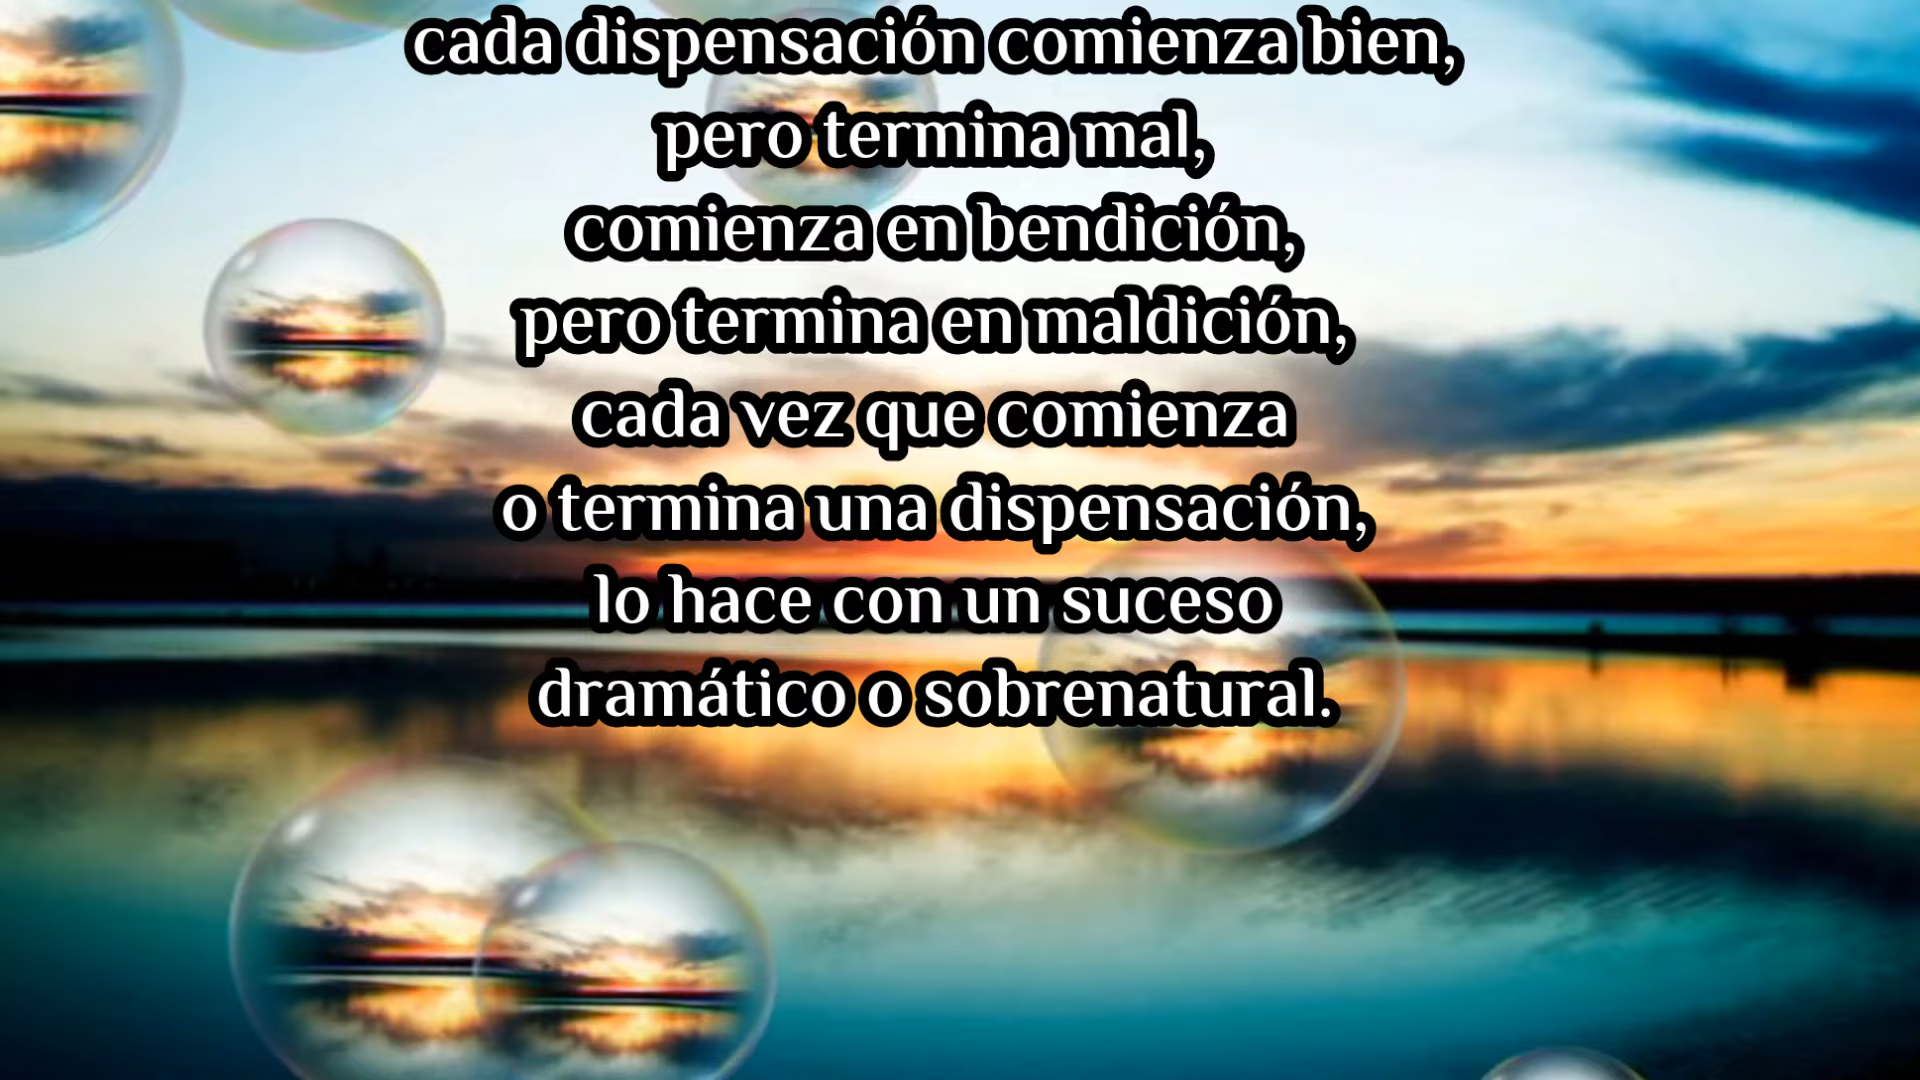 cada dispensación comienza bien,
pero termina mal,
comienza en bendición,
pero termina en maldición,
cada vez que comienza
o termina una dispensación,
lo hace con un suceso
dramático o sobrenatural.